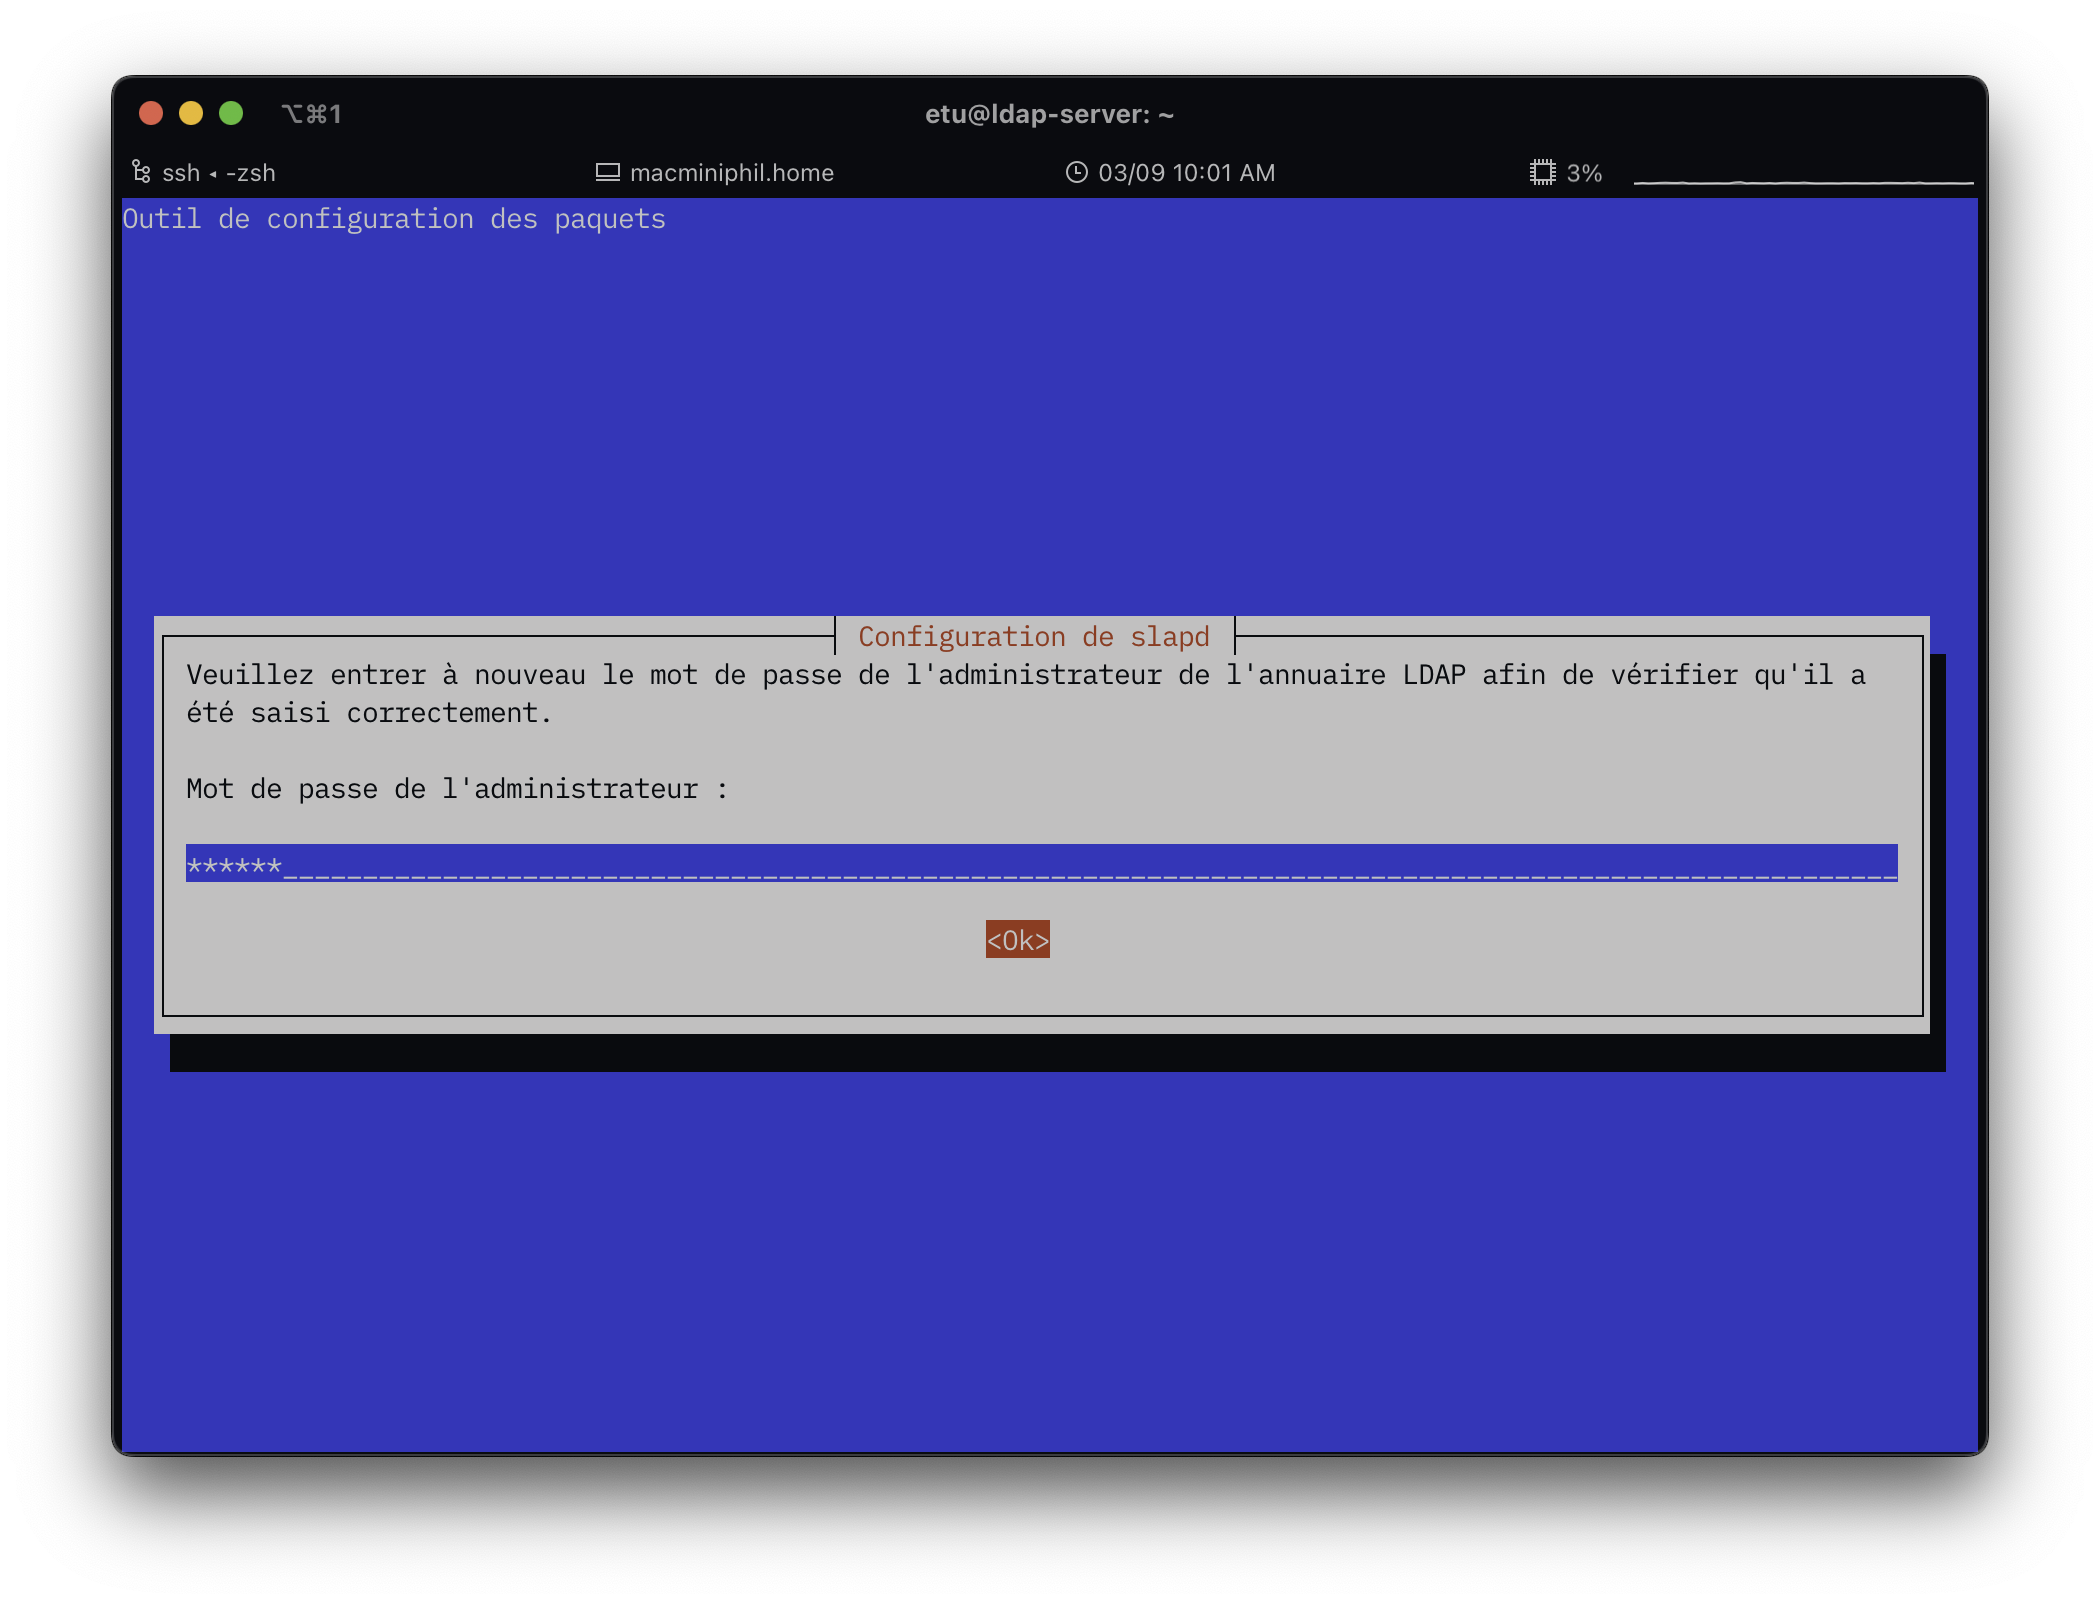 ⌥⌘1
etu@ldap-server: ~
ssh ◂ -zsh
macminiphil.home
03/09 10:01 AM
3%
Outil de configuration des paquets
Configuration de slapd
Veuillez entrer à nouveau le mot de passe de l'administrateur de l'annuaire LDAP afin de vérifier qu'il a
été saisi correctement.
Mot de passe de l'administrateur :
******_____________________________________________________________________________________________________
<Ok>